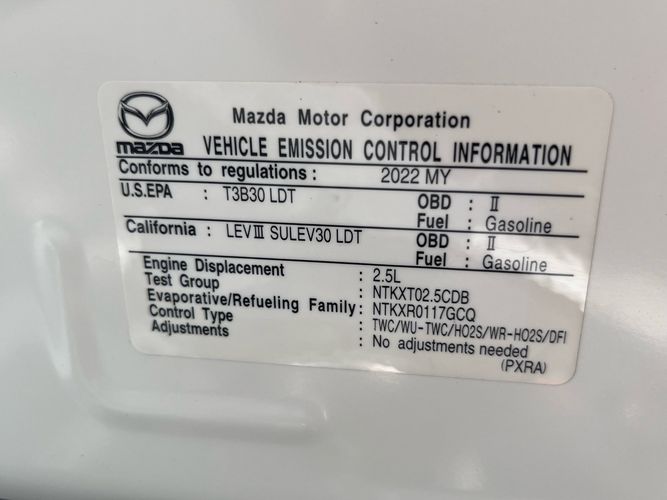 Mazda Motor Corporation
mazda VEHICLE EMISSION CONTROL INFORMATION
Conforms to regulations : 2022 MY
U.S.EPA : T3B30 LDT OBD : II
Fuel : Gasoline
California : LEVIII SULEV30 LDT OBD : II
Fuel : Gasoline
Engine Displacement : 2.5L
Test Group : NTKXT02.5CDB
Evaporative/Refueling Family : NTKXR0117GCQ
Control Type : TWC/WU-TWC/HO2S/WR-HO2S/DFI
Adjustments : No adjustments needed
(PXRA)